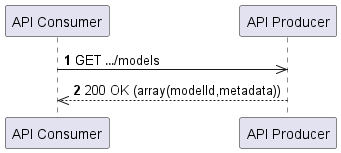 API Consumer API Producer
1 GET .../models
2 200 OK (array(modelId,metadata))
API Consumer API Producer